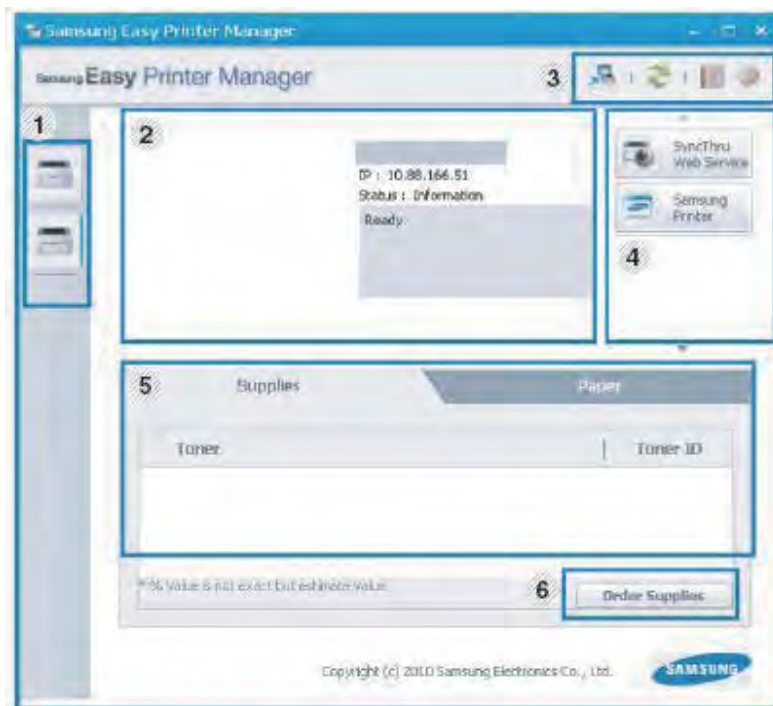 Samsung Easy Printer Manager
Samsung Easy Printer Manager
3
1
2
IP : 10.88.166.51
Status : Information
Ready
SyncThru
Web Service
Samsung
Printer
4
5
Supplies
Paper
Toner
Toner ID
* % Value is not exact but estimate value.
6
Order Supplies
Copyright (c) 2010 Samsung Electronics Co., Ltd.
SAMSUNG